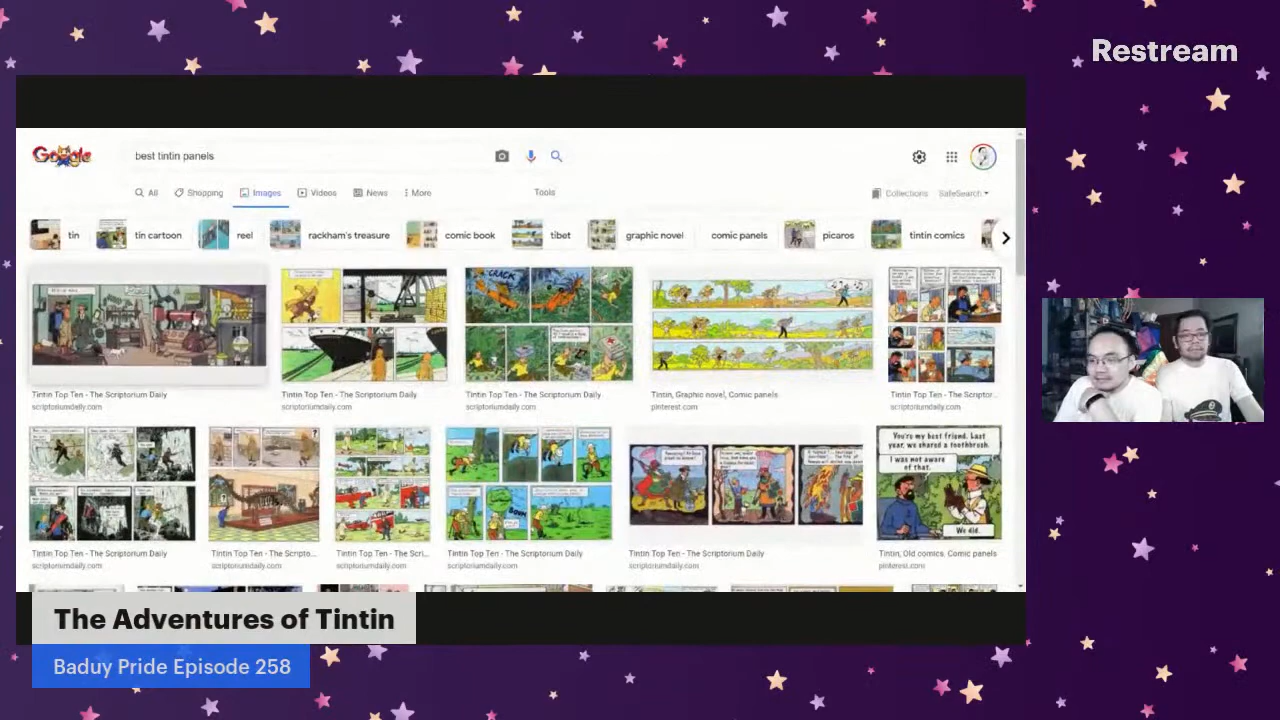 Restream
Google
best tintin panels
All Shopping Images Videos News More Tools Collections SafeSearch
tin tin cartoon reel rackham's treasure comic book tibet graphic novel comic panels picaros tintin comics
CRACK
Tintin Top Ten - The Scriptorium Daily
scriptoriumdaily.com
Tintin Top Ten - The Scriptorium Daily
scriptoriumdaily.com
Tintin Top Ten - The Scriptorium Daily
scriptoriumdaily.com
Tintin, Graphic novel, Comic panels
pinterest.com
Tintin Top Ten - The Scriptor...
scriptoriumdaily.com
?
You're my best friend. Last
year, we shared a toothbrush.
I was not aware
of that.
We did.
Tintin Top Ten - The Scriptorium Daily
scriptoriumdaily.com
Tintin Top Ten - The Scripto...
scriptoriumdaily.com
Tintin Top Ten - The Scri...
scriptoriumdaily.com
Tintin Top Ten - The Scriptorium Daily
scriptoriumdaily.com
Tintin Top Ten - The Scriptorium Daily
scriptoriumdaily.com
Tintin, Old comics, Comic panels
pinterest.com
The Adventures of Tintin
Baduy Pride Episode 258